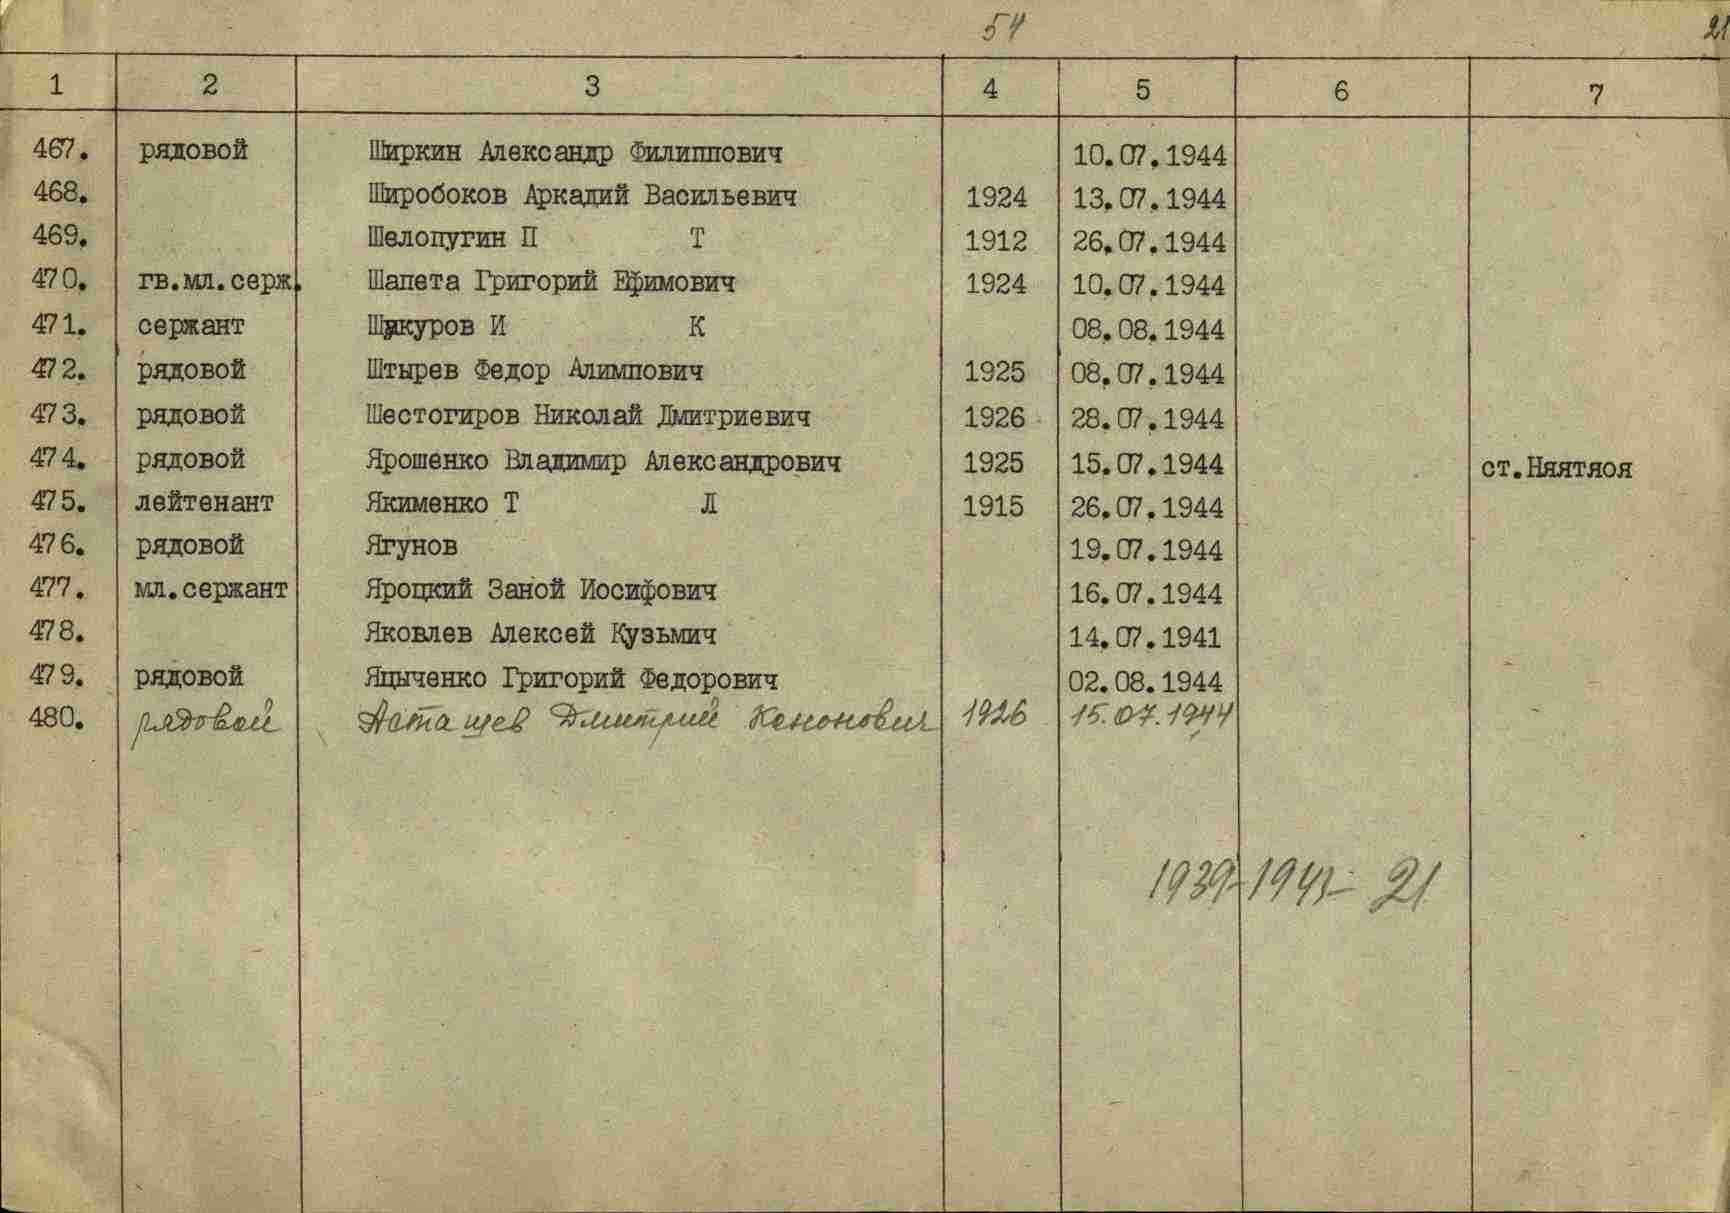 54
21
1 2 3 4 5 6 7
467. рядовой Ширкин Александр Филиппович 10.07.1944
468. Широбоков Аркадий Васильевич 1924 13.07.1944
469. Шелопугин П Т 1912 26.07.1944
470. гв.мл.серж. Шапета Григорий Ефимович 1924 10.07.1944
471. сержант Шакуров И К 08.08.1944
472. рядовой Штырев Федор Алимпович 1925 08.07.1944
473. рядовой Шестогиров Николай Дмитриевич 1926 28.07.1944
474. рядовой Ярошенко Владимир Александрович 1925 15.07.1944 ст.Няятяоя
475. лейтенант Якименко Т Л 1915 26.07.1944
476. рядовой Ягунов 19.07.1944
477. мл.сержант Яроцкий Заной Иосифович 16.07.1944
478. Яковлев Алексей Кузьмич 14.07.1941
479. рядовой Яцыченко Григорий Федорович 02.08.1944
480. рядовой Асташев Дмитрий Кононович 1926 15.07.1944
1939-1943- 21